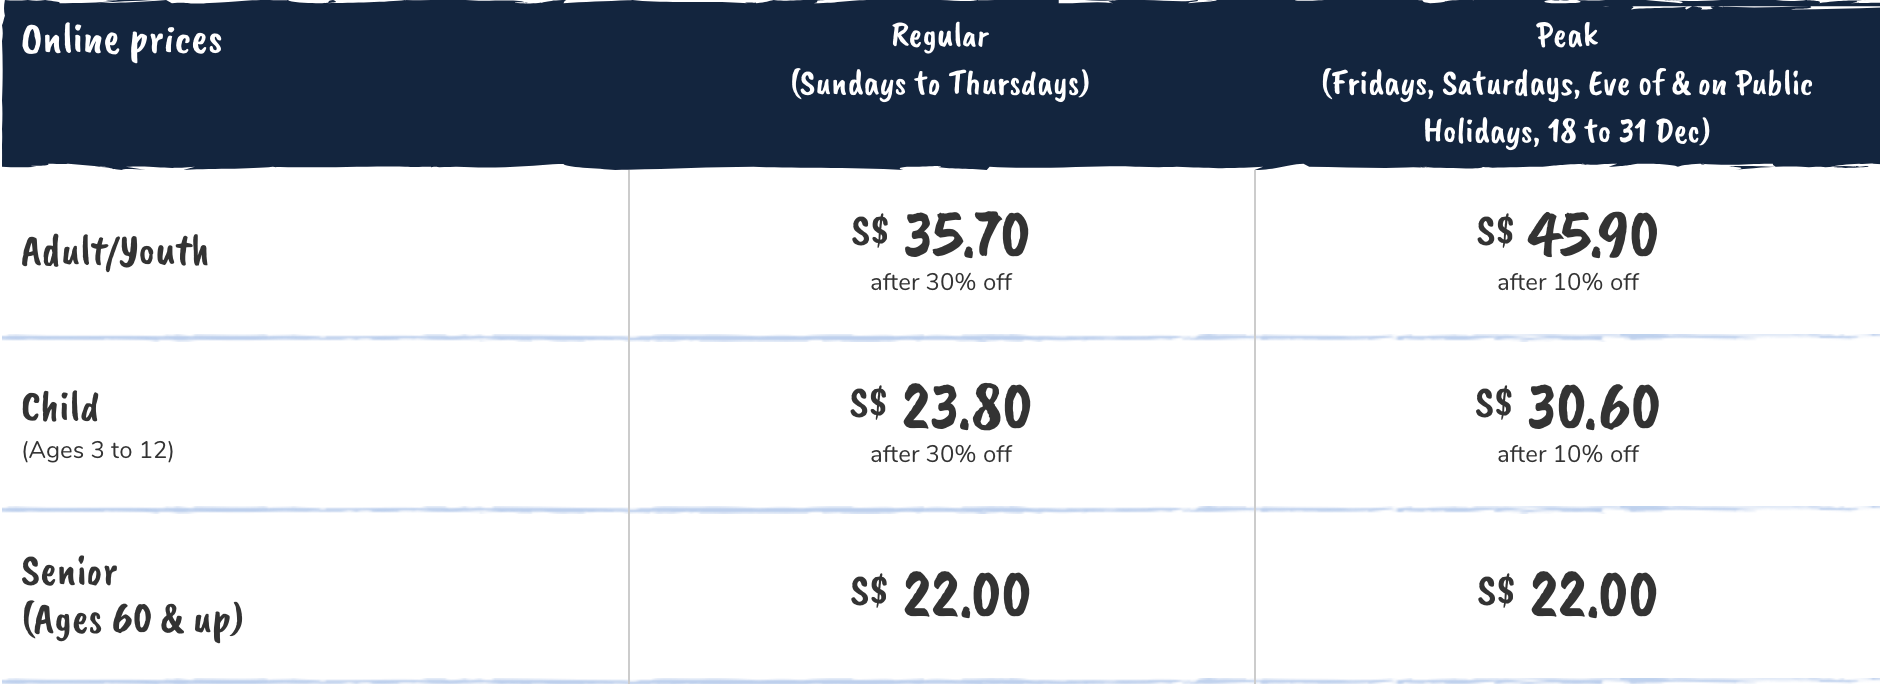 Online prices
Regular
(Sundays to Thursdays)
Peak
(Fridays, Saturdays, Eve of & on Public
Holidays, 18 to 31 Dec)
Adult/Youth
S$ 35.70
after 30% off
S$ 45.90
after 10% off
Child
(Ages 3 to 12)
S$ 23.80
after 30% off
S$ 30.60
after 10% off
Senior
(Ages 60 & up)
S$ 22.00
S$ 22.00